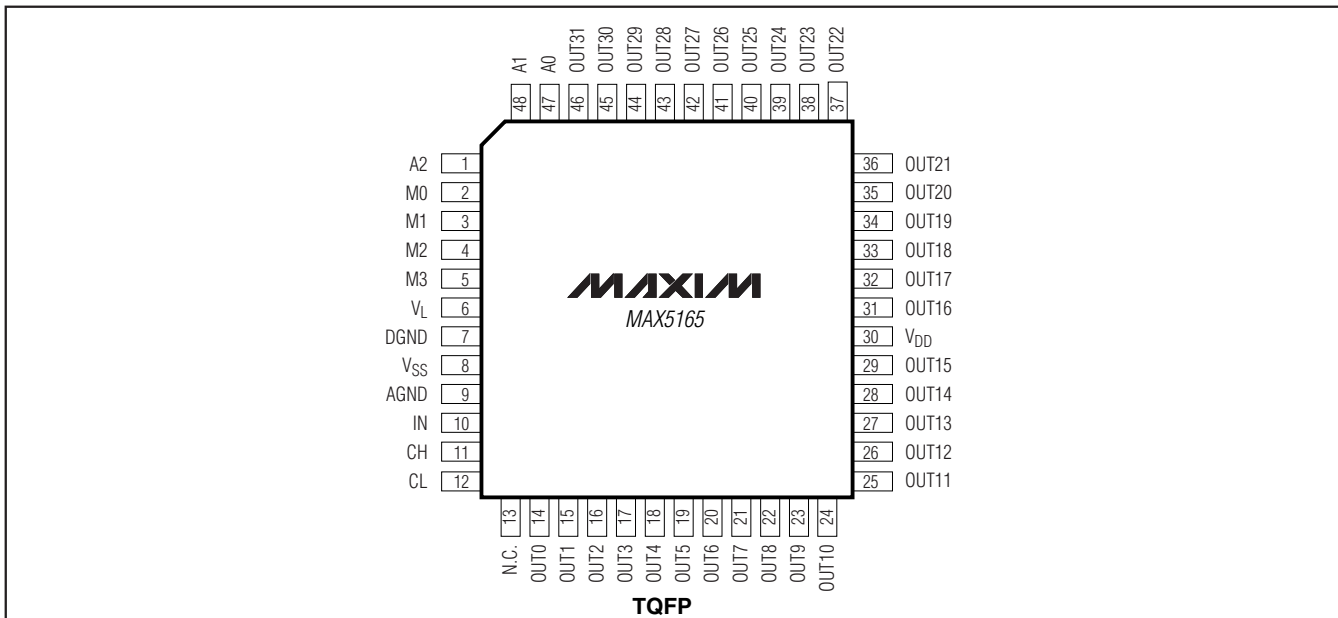 A1
A0
OUT31
OUT30
OUT29
OUT28
OUT27
OUT26
OUT25
OUT24
OUT23
OUT22
48
47
46
45
44
43
42
41
40
39
38
37
A2 1
M0 2
M1 3
M2 4
M3 5
VL 6
DGND 7
VSS 8
AGND 9
IN 10
CH 11
CL 12
MAXIM
MAX5165
36 OUT21
35 OUT20
34 OUT19
33 OUT18
32 OUT17
31 OUT16
30 VDD
29 OUT15
28 OUT14
27 OUT13
26 OUT12
25 OUT11
13
14
15
16
17
18
19
20
21
22
23
24
N.C.
OUT0
OUT1
OUT2
OUT3
OUT4
OUT5
OUT6
OUT7
OUT8
OUT9
OUT10
TQFP